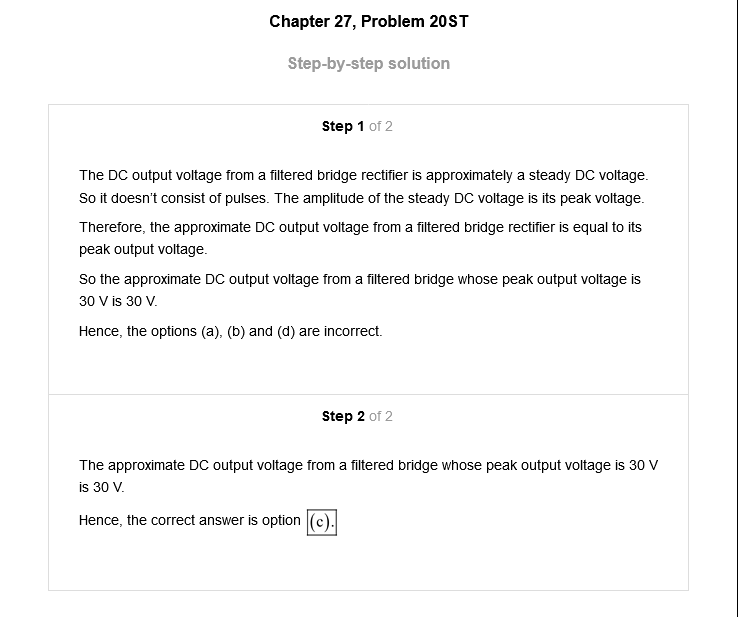 Chapter 27, Problem 20ST
Step-by-step solution
Step 1 of 2
The DC output voltage from a filtered bridge rectifier is approximately a steady DC voltage.
So it doesn't consist of pulses. The amplitude of the steady DC voltage is its peak voltage.
Therefore, the approximate DC output voltage from a filtered bridge rectifier is equal to its
peak output voltage.
So the approximate DC output voltage from a filtered bridge whose peak output voltage is
30 V is 30 V.
Hence, the options (a), (b) and (d) are incorrect.
Step 2 of 2
The approximate DC output voltage from a filtered bridge whose peak output voltage is 30 V
is 30 V.
Hence, the correct answer is option (c).